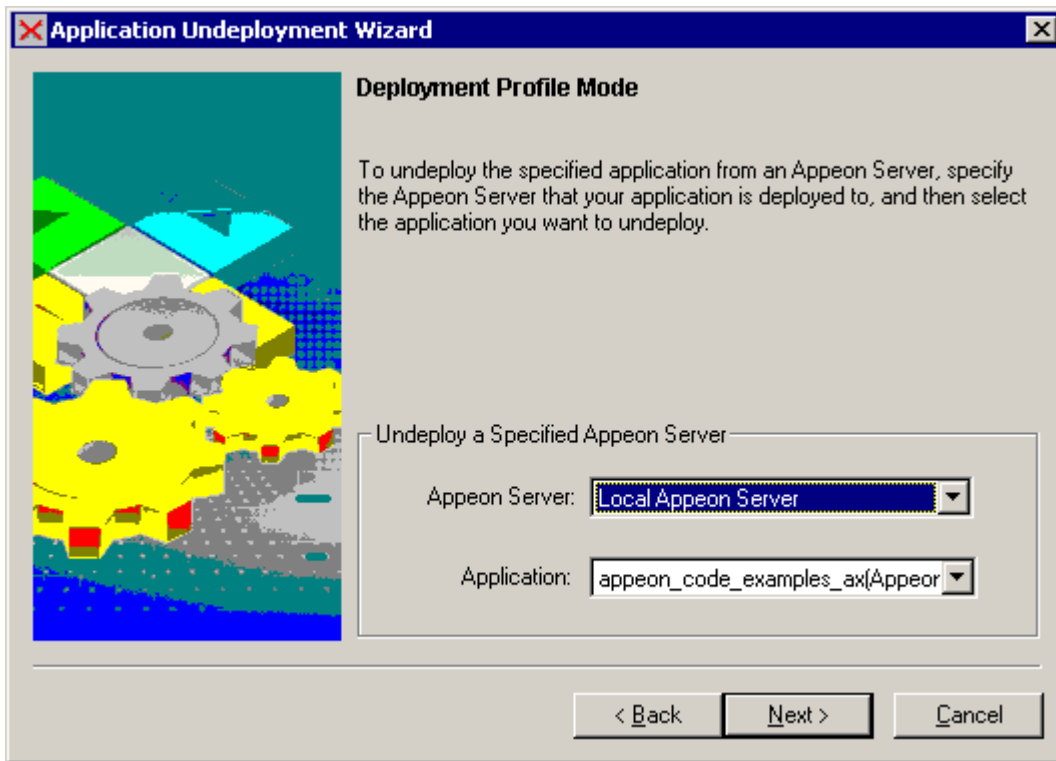 Application Undeployment Wizard
Deployment Profile Mode
To undeploy the specified application from an Appeon Server, specify
the Appeon Server that your application is deployed to, and then select
the application you want to undeploy.
Undeploy a Specified Appeon Server
Appeon Server: Local Appeon Server
Application: appeon_code_examples_ax(Appeor
< Back Next > Cancel